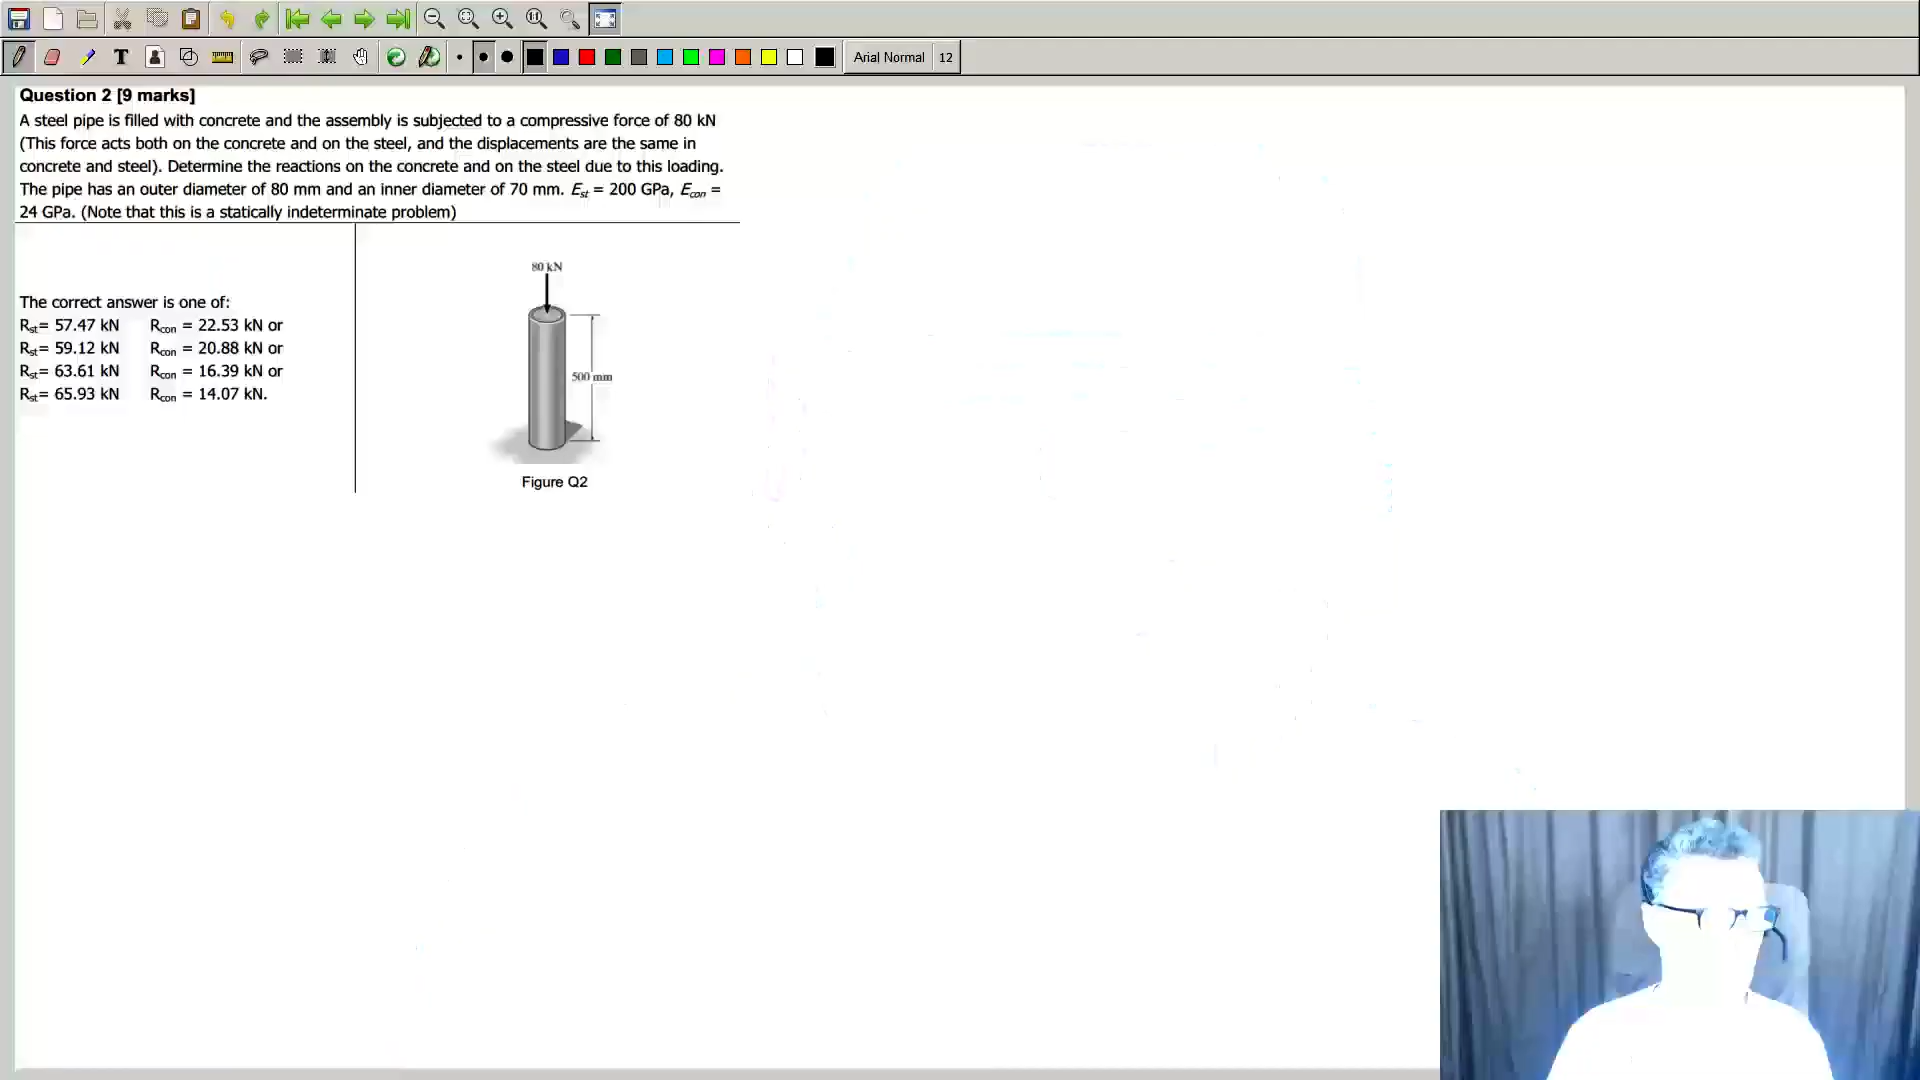 T
Arial Normal 12
Question 2 [9 marks]
A steel pipe is filled with concrete and the assembly is subjected to a compressive force of 80 kN
(This force acts both on the concrete and on the steel, and the displacements are the same in
concrete and steel). Determine the reactions on the concrete and on the steel due to this loading.
The pipe has an outer diameter of 80 mm and an inner diameter of 70 mm. Est = 200 GPa, Econ =
24 GPa. (Note that this is a statically indeterminate problem)
The correct answer is one of:
Rst= 57.47 kN Rcon = 22.53 kN or
Rst= 59.12 kN Rcon = 20.88 kN or
Rst= 63.61 kN Rcon = 16.39 kN or
Rst= 65.93 kN Rcon = 14.07 kN.
80 kN
500 mm
Figure Q2